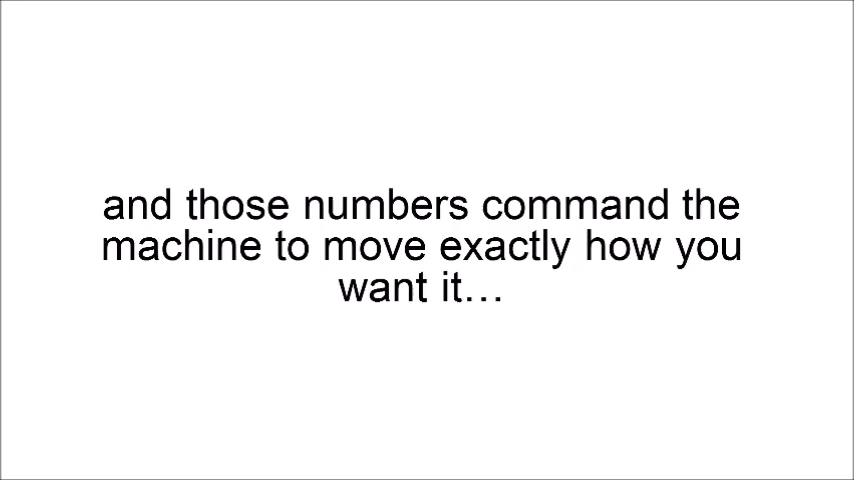 and those numbers command the
machine to move exactly how you
want it…